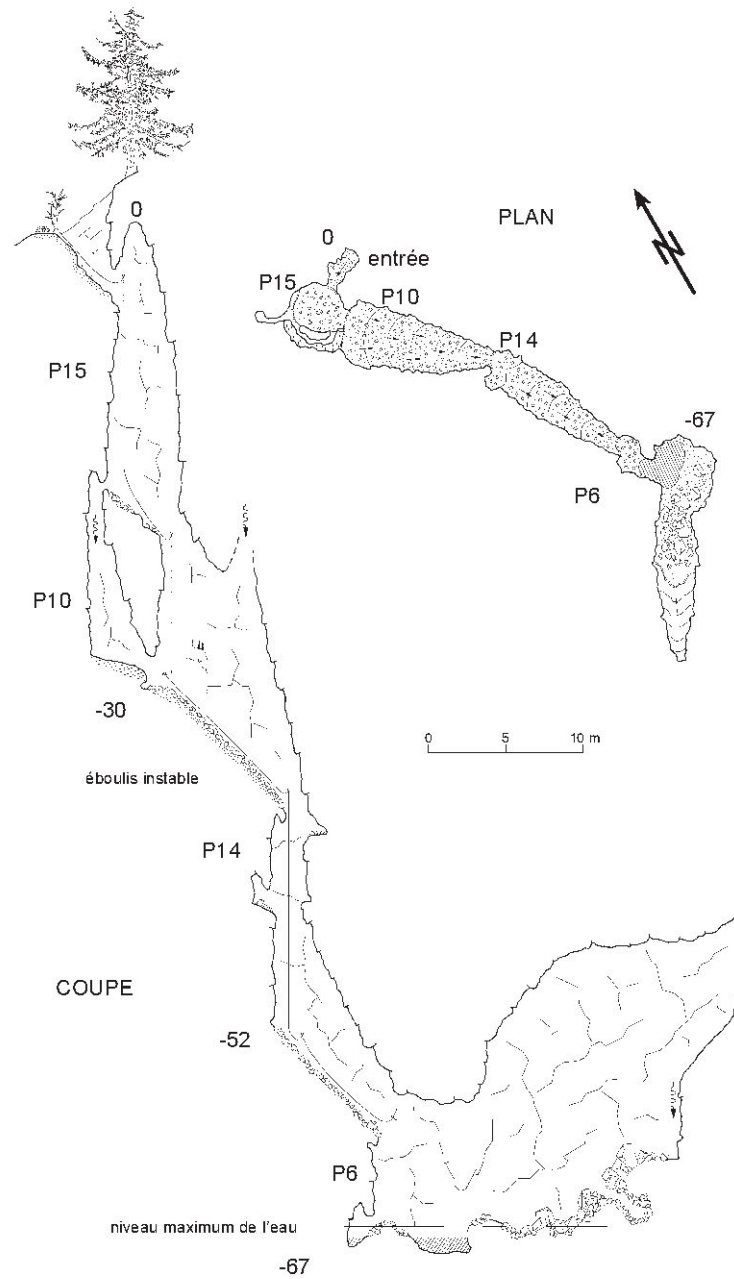 0
PLAN
0
entrée
P15
P10
P14
P15
-67
P6
P10
-30
0 5 10 m
éboulis instable
P14
COUPE
-52
P6
niveau maximum de l'eau
-67